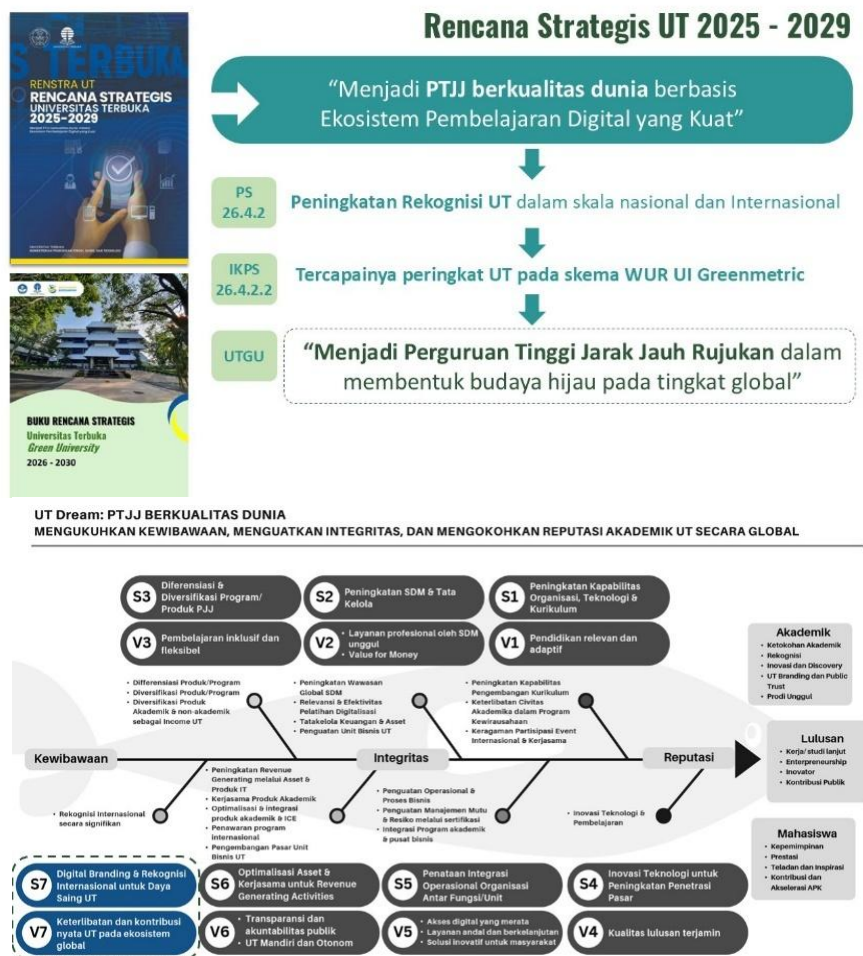 Rencana Strategis UT 2025 - 2029
S TERBUKA
RENSTRA UT
RENCANA STRATEGIS
UNIVERSITAS TERBUKA
2025-2029
“Menjadi PTJJ berkualitas dunia berbasis
Ekosistem Pembelajaran Digital yang Kuat”
PS
26.4.2
Peningkatan Rekognisi UT dalam skala nasional dan Internasional
IKPS
26.4.2.2
Tercapainya peringkat UT pada skema WUR UI Greenmetric
UTGU
“Menjadi Perguruan Tinggi Jarak Jauh Rujukan dalam
membentuk budaya hijau pada tingkat global”
BUKU RENCANA STRATEGIS
Universitas Terbuka
Green University
2026 - 2030
UT Dream: PTJJ BERKUALITAS DUNIA
MENGUKUHKAN KEWIBAWAAN, MENGUATKAN INTEGRITAS, DAN MENGOKOHKAN REPUTASI AKADEMIK UT SECARA GLOBAL
S3
Diferensiasi &
Diversifikasi Program/
Produk PJJ
S2
Peningkatan SDM & Tata
Kelola
S1
Peningkatan Kapabilitas
Organisasi, Teknologi &
Kurikulum
V3
Pembelajaran inklusif dan
fleksibel
V2
• Layanan profesional oleh SDM
unggul
• Value for Money
V1
Pendidikan relevan dan
adaptif
• Differensiasi Produk/Program
• Diversifikasi Produk/Program
• Diversifikasi Produk
Akademik & non-akademik
sebagai Income UT
• Peningkatan Wawasan
Global SDM
• Relevansi & Efektivitas
Pelatihan Digitalisasi
• Tatakelola Keuangan & Asset
• Penguatan Unit Bisnis UT
• Peningkatan Kapabilitas
Pengembangan Kurikulum
• Keterlibatan Civitas
Akademika dalam Program
Kewirausahaan
• Keragaman Partisipasi Event
Internasional & Kerjasama
Akademik
• Ketokohan Akademik
• Rekognisi
• Inovasi dan Discovery
• UT Branding and Public
Trust
• Prodi Unggul
Kewibawaan
Integritas
Reputasi
Lulusan
• Kerja/ studi lanjut
• Enterpreneurship
• Inovator
• Kontribusi Publik
• Rekognisi Internasional
secara signifikan
• Peningkatan Revenue
Generating melalui Asset &
Produk IT
• Kerjasama Produk Akademik
• Optimalisasi & integrasi
produk akademik & ICE
• Penawaran program
internasional
• Pengembangan Pasar Unit
Bisnis UT
• Penguatan Operasional &
Proses Bisnis
• Penguatan Manajemen Mutu
& Resiko melalui sertifikasi
• Integrasi Program akademik
& pusat bisnis
• Inovasi Teknologi &
Pembelajaran
Mahasiswa
• Kepemimpinan
• Prestasi
• Teladan dan Inspirasi
• Kontribusi dan
Akselerasi APK
S7
Digital Branding & Rekognisi
Internasional untuk Daya
Saing UT
S6
Optimalisasi Asset &
Kerjasama untuk Revenue
Generating Activities
S5
Penataan Integrasi
Operasional Organisasi
Antar Fungsi/Unit
S4
Inovasi Teknologi untuk
Peningkatan Penetrasi
Pasar
V7
Keterlibatan dan kontribusi
nyata UT pada ekosistem
global
V6
• Transparansi dan
akuntabilitas publik
• UT Mandiri dan Otonom
V5
• Akses digital yang merata
• Layanan andal dan berkelanjutan
• Solusi inovatif untuk masyarakat
V4
Kualitas lulusan terjamin